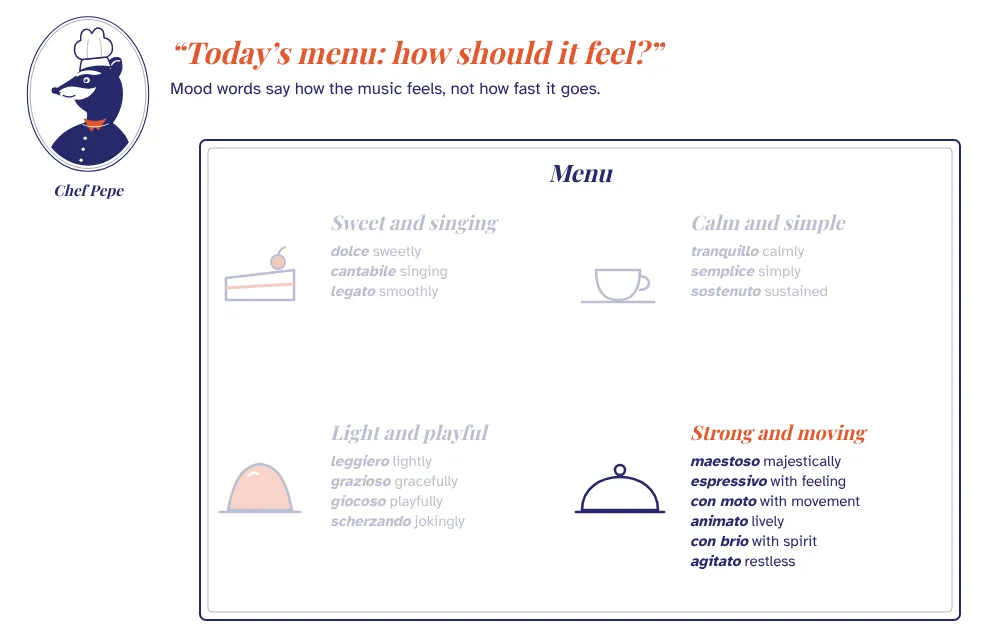 “Today’s menu: how should it feel?”
Mood words say how the music feels, not how fast it goes.
Chef Pepe
Menu
Sweet and singing
dolce sweetly
cantabile singing
legato smoothly
Calm and simple
tranquillo calmly
semplice simply
sostenuto sustained
Light and playful
leggiero lightly
grazioso gracefully
giocoso playfully
scherzando jokingly
Strong and moving
maestoso majestically
espressivo with feeling
con moto with movement
animato lively
con brio with spirit
agitato restless